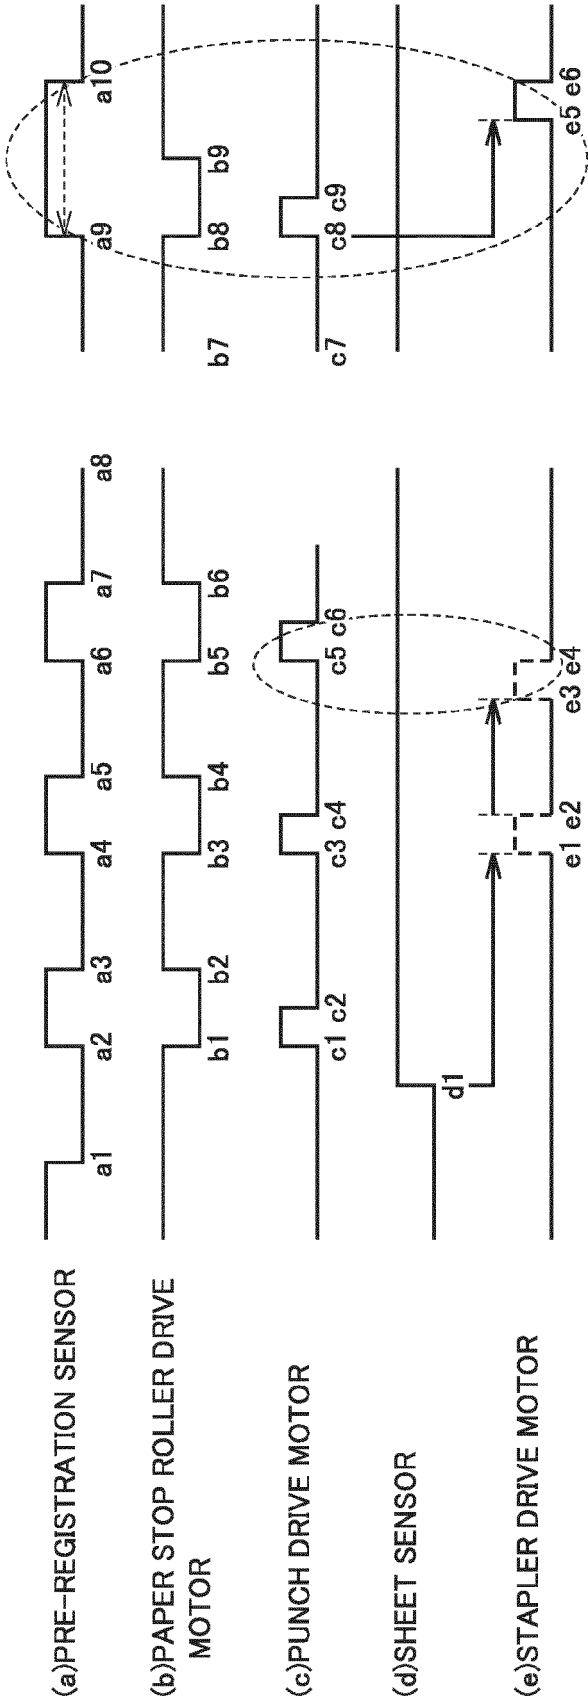 (a)PRE-REGISTRATION SENSOR
a1 a2 a3 a4 a5 a6 a7 a8 a9 a10
(b)PAPER STOP ROLLER DRIVE
MOTOR
b1 b2 b3 b4 b5 b6 b7 b8 b9
(c)PUNCH DRIVE MOTOR
c1 c2 c3 c4 c5 c6 c7 c8 c9
(d)SHEET SENSOR
d1
(e)STAPLER DRIVE MOTOR
e1 e2 e3 e4 e5 e6